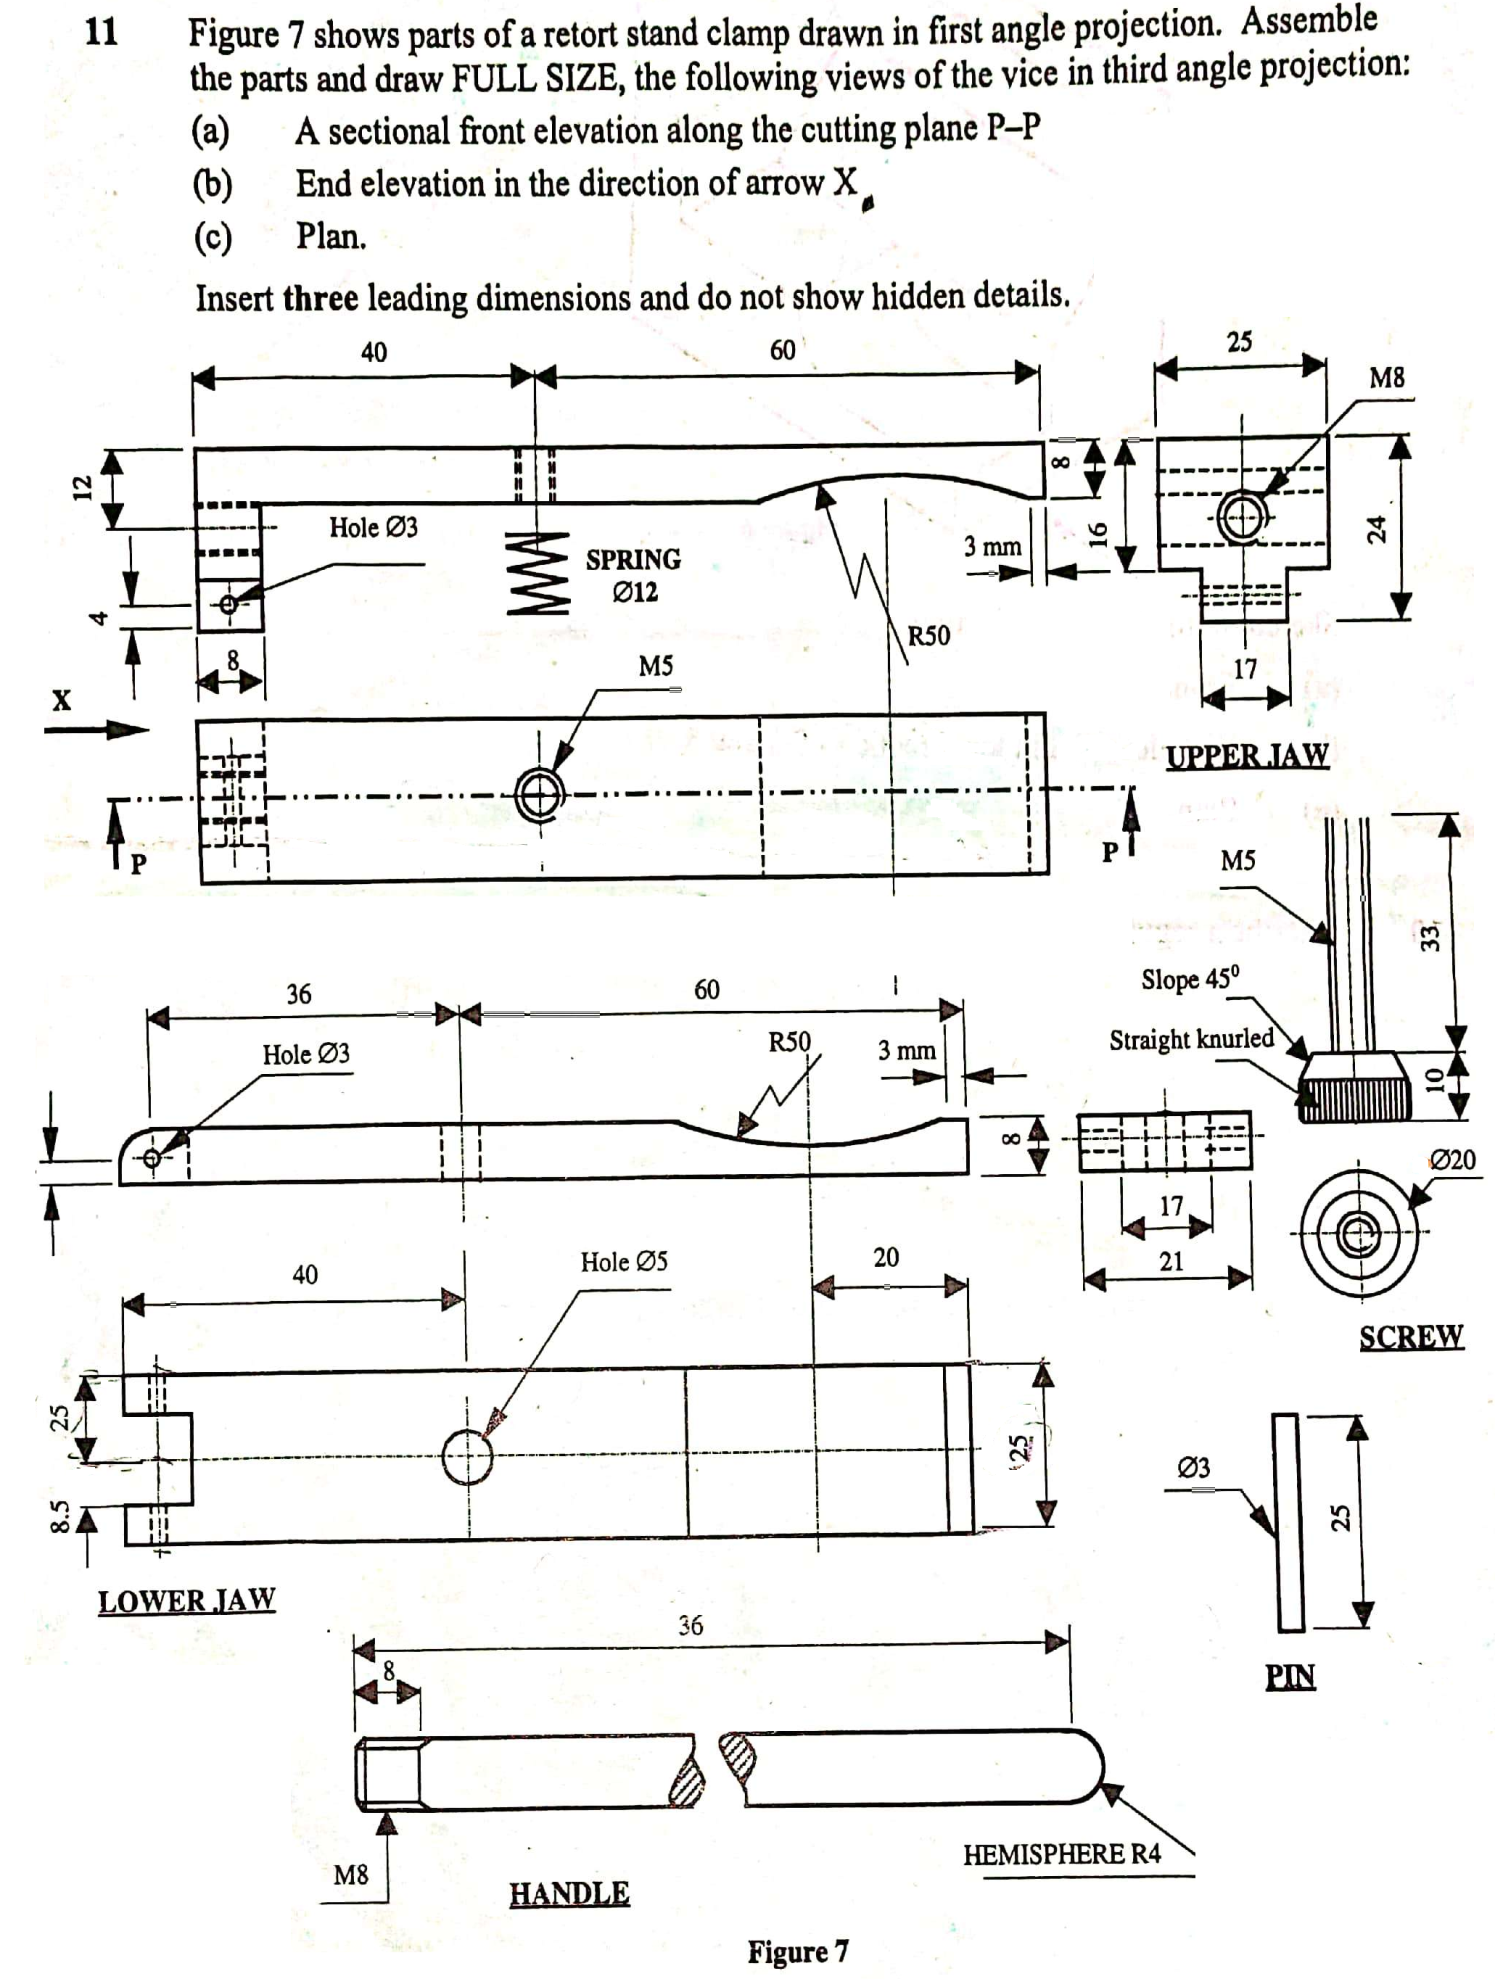 11 Figure 7 shows parts of a retort stand clamp drawn in first angle projection. Assemble
the parts and draw FULL SIZE, the following views of the vice in third angle projection:
(a) A sectional front elevation along the cutting plane P–P
(b) End elevation in the direction of arrow X
(c) Plan.
Insert three leading dimensions and do not show hidden details.
40
60
25
M8
12
8
Hole Ø3
SPRING
Ø12
3 mm
16
24
4
R50
8
M5
17
X
UPPER JAW
P
P
M5
33
36
60
Slope 45⁰
Hole Ø3
R50
3 mm
Straight knurled
10
8
Ø20
17
40
Hole Ø5
20
21
SCREW
25
25
8.5
Ø3
25
LOWER JAW
36
PIN
8
HEMISPHERE R4
M8
HANDLE
Figure 7